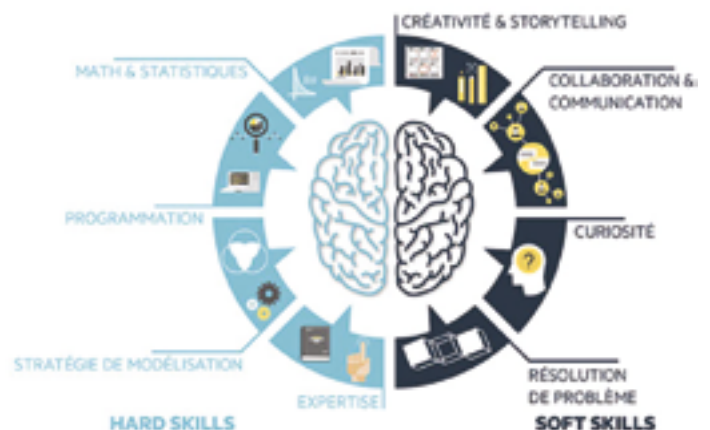 CRÉATIVITÉ & STORYTELLING
MATH & STATISTIQUES
COLLABORATION &
COMMUNICATION
PROGRAMMATION
CURIOSITÉ
STRATÉGIE DE MODÉLISATION
EXPERTISE
RÉSOLUTION
DE PROBLÈME
HARD SKILLS
SOFT SKILLS